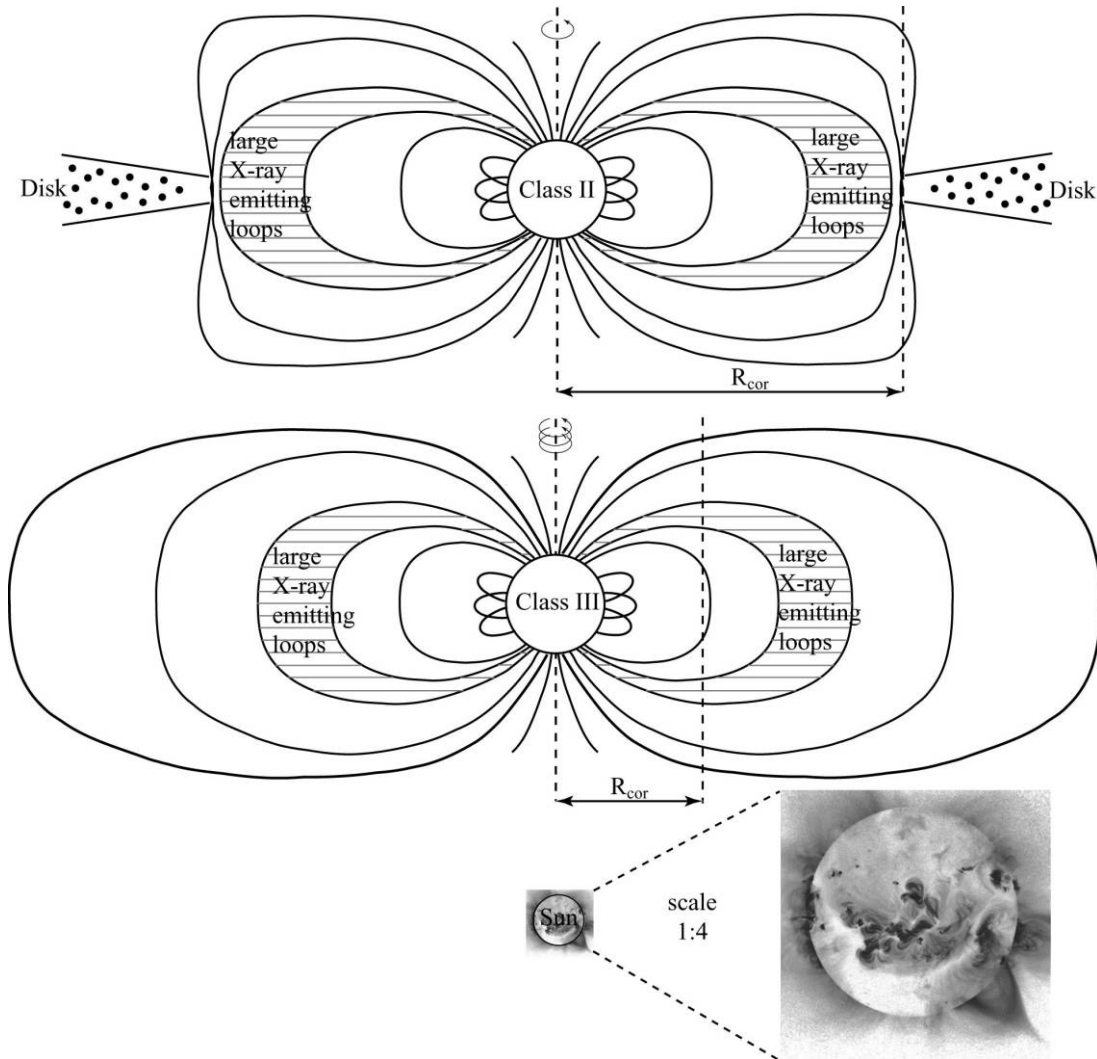 large
X-ray
emitting
loops
large
X-ray
emitting
loops
Disk
Class II
Disk
R_cor
large
X-ray
emitting
loops
Class III
large
X-ray
emitting
loops
R_cor
Sun
scale
1:4